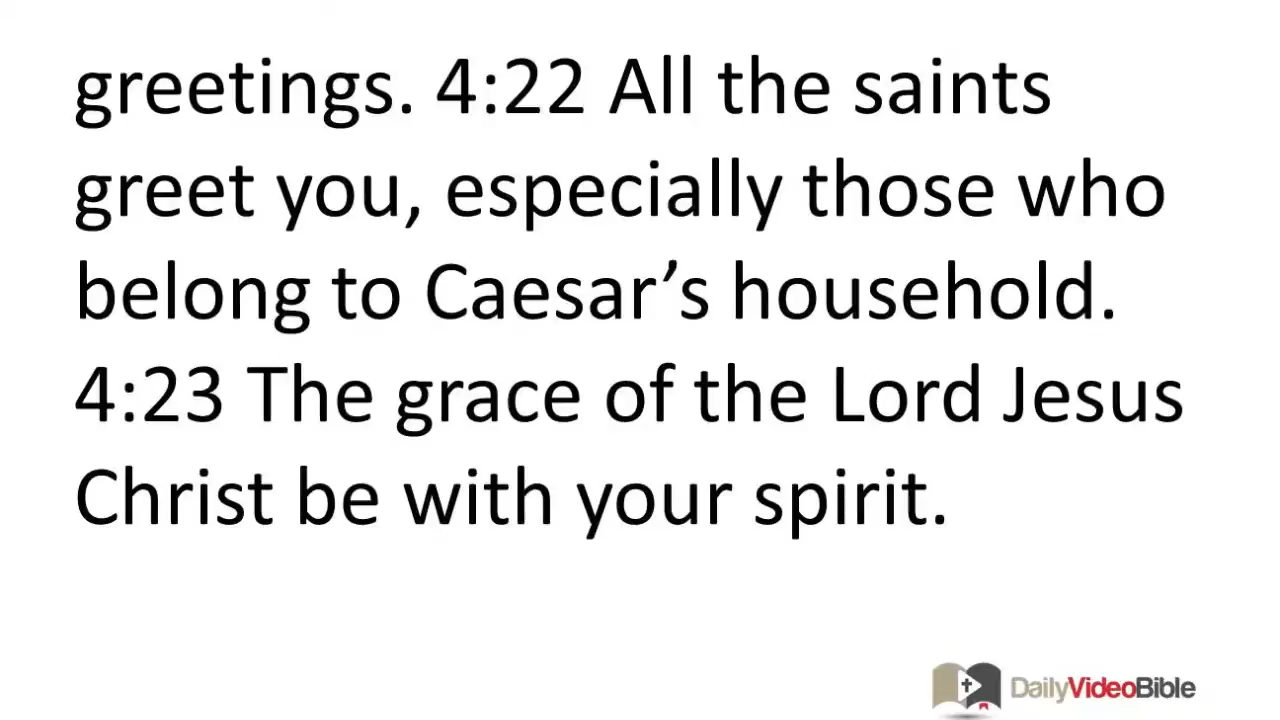 greetings. 4:22 All the saints
greet you, especially those who
belong to Caesar’s household.
4:23 The grace of the Lord Jesus
Christ be with your spirit.
DailyVideoBible